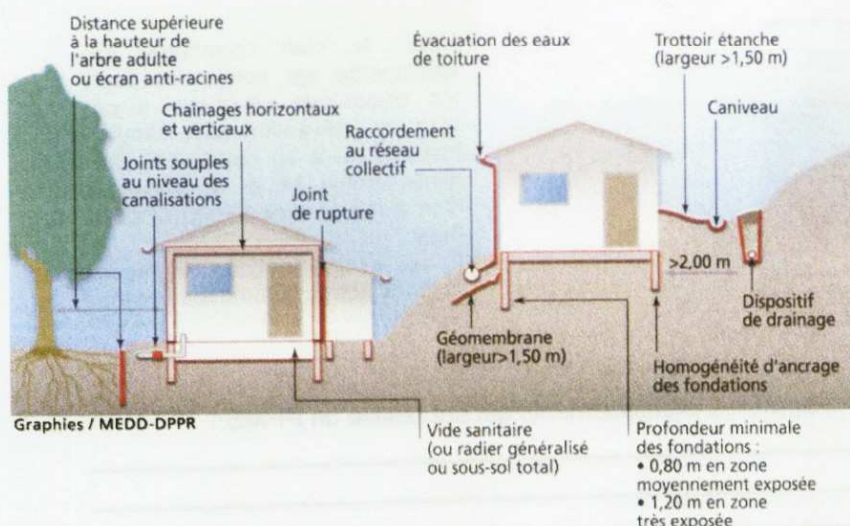 Distance supérieure
à la hauteur de
l'arbre adulte
ou écran anti-racines
Chaînages horizontaux
et verticaux
Joints souples
au niveau des
canalisations
Joint
de rupture
Évacuation des eaux
de toiture
Raccordement
au réseau
collectif
Trottoir étanche
(largeur >1,50 m)
Caniveau
>2,00 m
Géomembrane
(largeur>1,50 m)
Dispositif
de drainage
Homogénéité d'ancrage
des fondations
Graphies / MEDD-DPPR
Vide sanitaire
(ou radier généralisé
ou sous-sol total)
Profondeur minimale
des fondations :
• 0,80 m en zone
moyennement exposée
• 1,20 m en zone
très exposée